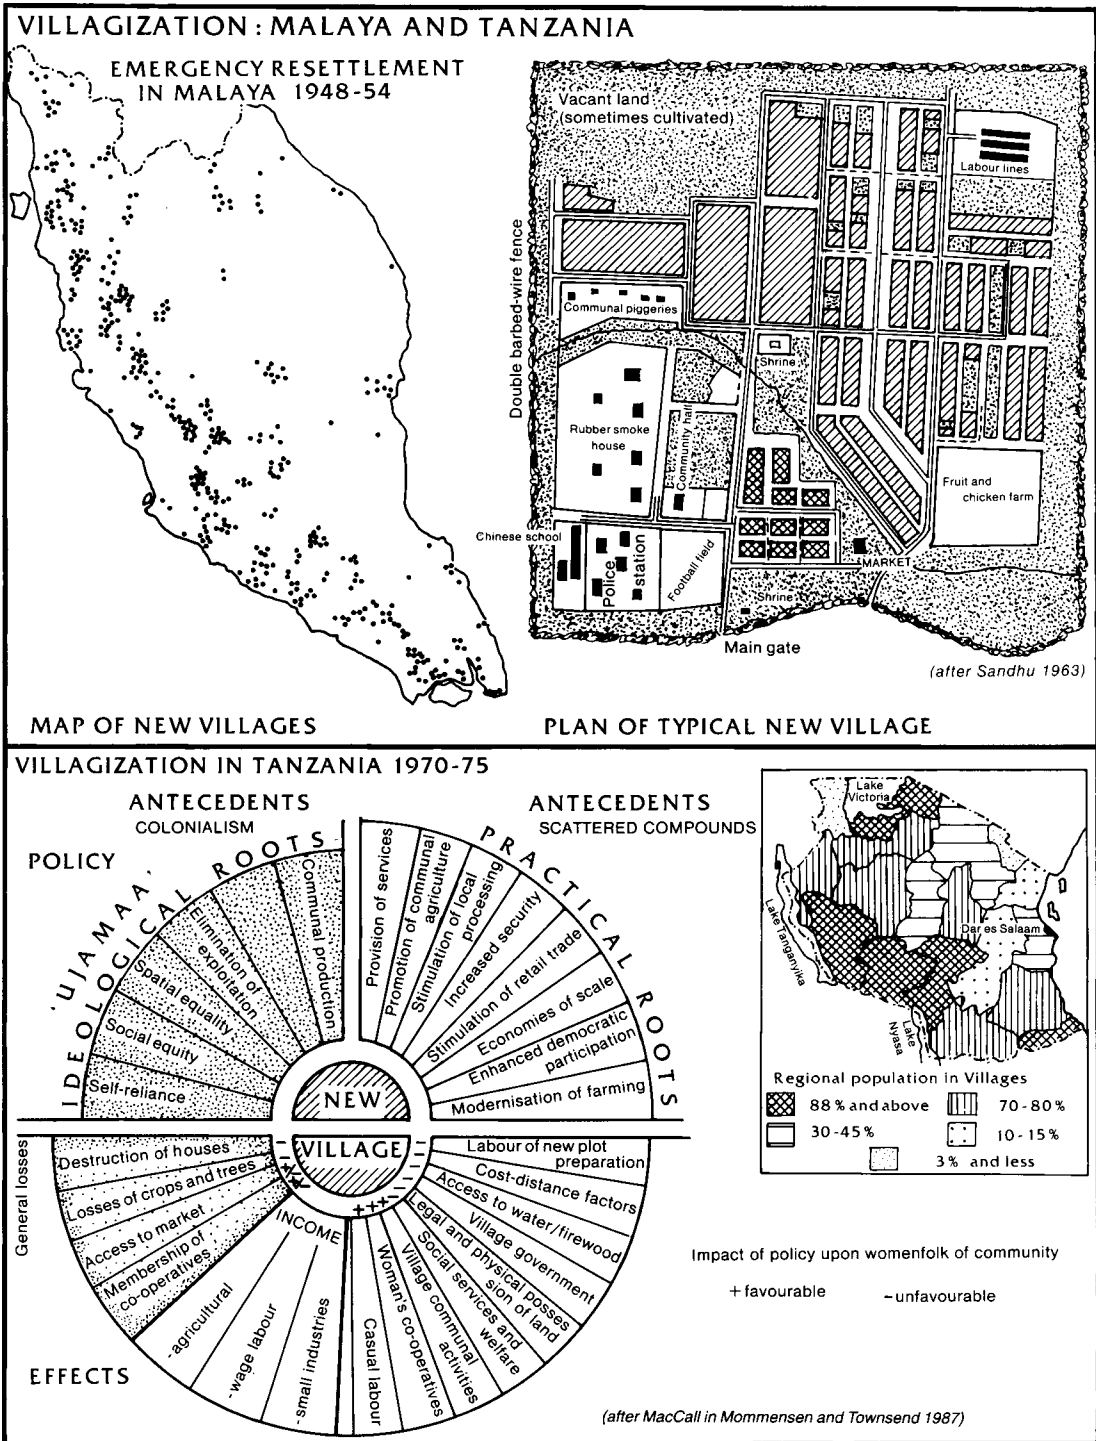 VILLAGIZATION : MALAYA AND TANZANIA
EMERGENCY RESETTLEMENT
IN MALAYA 1948-54
MAP OF NEW VILLAGES
Vacant land
(sometimes cultivated)
Labour lines
Double barbed-wire fence
Communal piggeries
Shrine
Rubber smoke
house
Community hall
Fruit and
chicken farm
Chinese school
Police
station
Football field
MARKET
Shrine
Main gate
(after Sandhu 1963)
PLAN OF TYPICAL NEW VILLAGE
VILLAGIZATION IN TANZANIA 1970-75
ANTECEDENTS
COLONIALISM
ANTECEDENTS
SCATTERED COMPOUNDS
POLICY
'UJAMAA'
IDEOLOGICAL ROOTS
PRACTICAL ROOTS
Self-reliance
Social equity
Spatial equality
Elimination of
exploitation
Communal production
Provision of services
Promotion of communal
agriculture
Stimulation of local
processing
Increased security
Stimulation of retail trade
Economies of scale
Enhanced democratic
participation
Modernisation of farming
NEW
VILLAGE
General losses
Destruction of houses
Losses of crops and trees
Access to market
Membership of
co-operatives
INCOME
-agricultural
-wage labour
-small industries
Casual labour
Woman's co-operatives
Village communal
activities
Social services and
welfare
Legal and physical posses
sion of land
Village government
Access to water/firewood
Cost-distance factors
Labour of new plot
preparation
EFFECTS
Lake
Victoria
Lake Tanganyika
Dar es Salaam
Lake
Nyasa
Regional population in Villages
88% and above
70-80%
30-45%
10-15%
3% and less
Impact of policy upon womenfolk of community
+favourable
-unfavourable
(after MacCall in Mommensen and Townsend 1987)